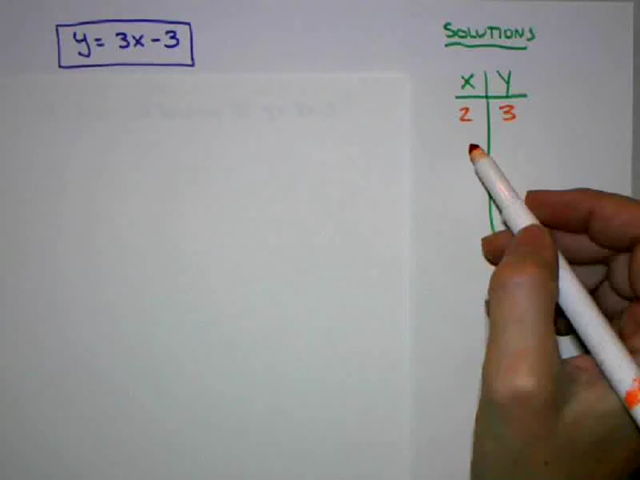 y = 3x - 3
SOLUTIONS
X Y
2 3